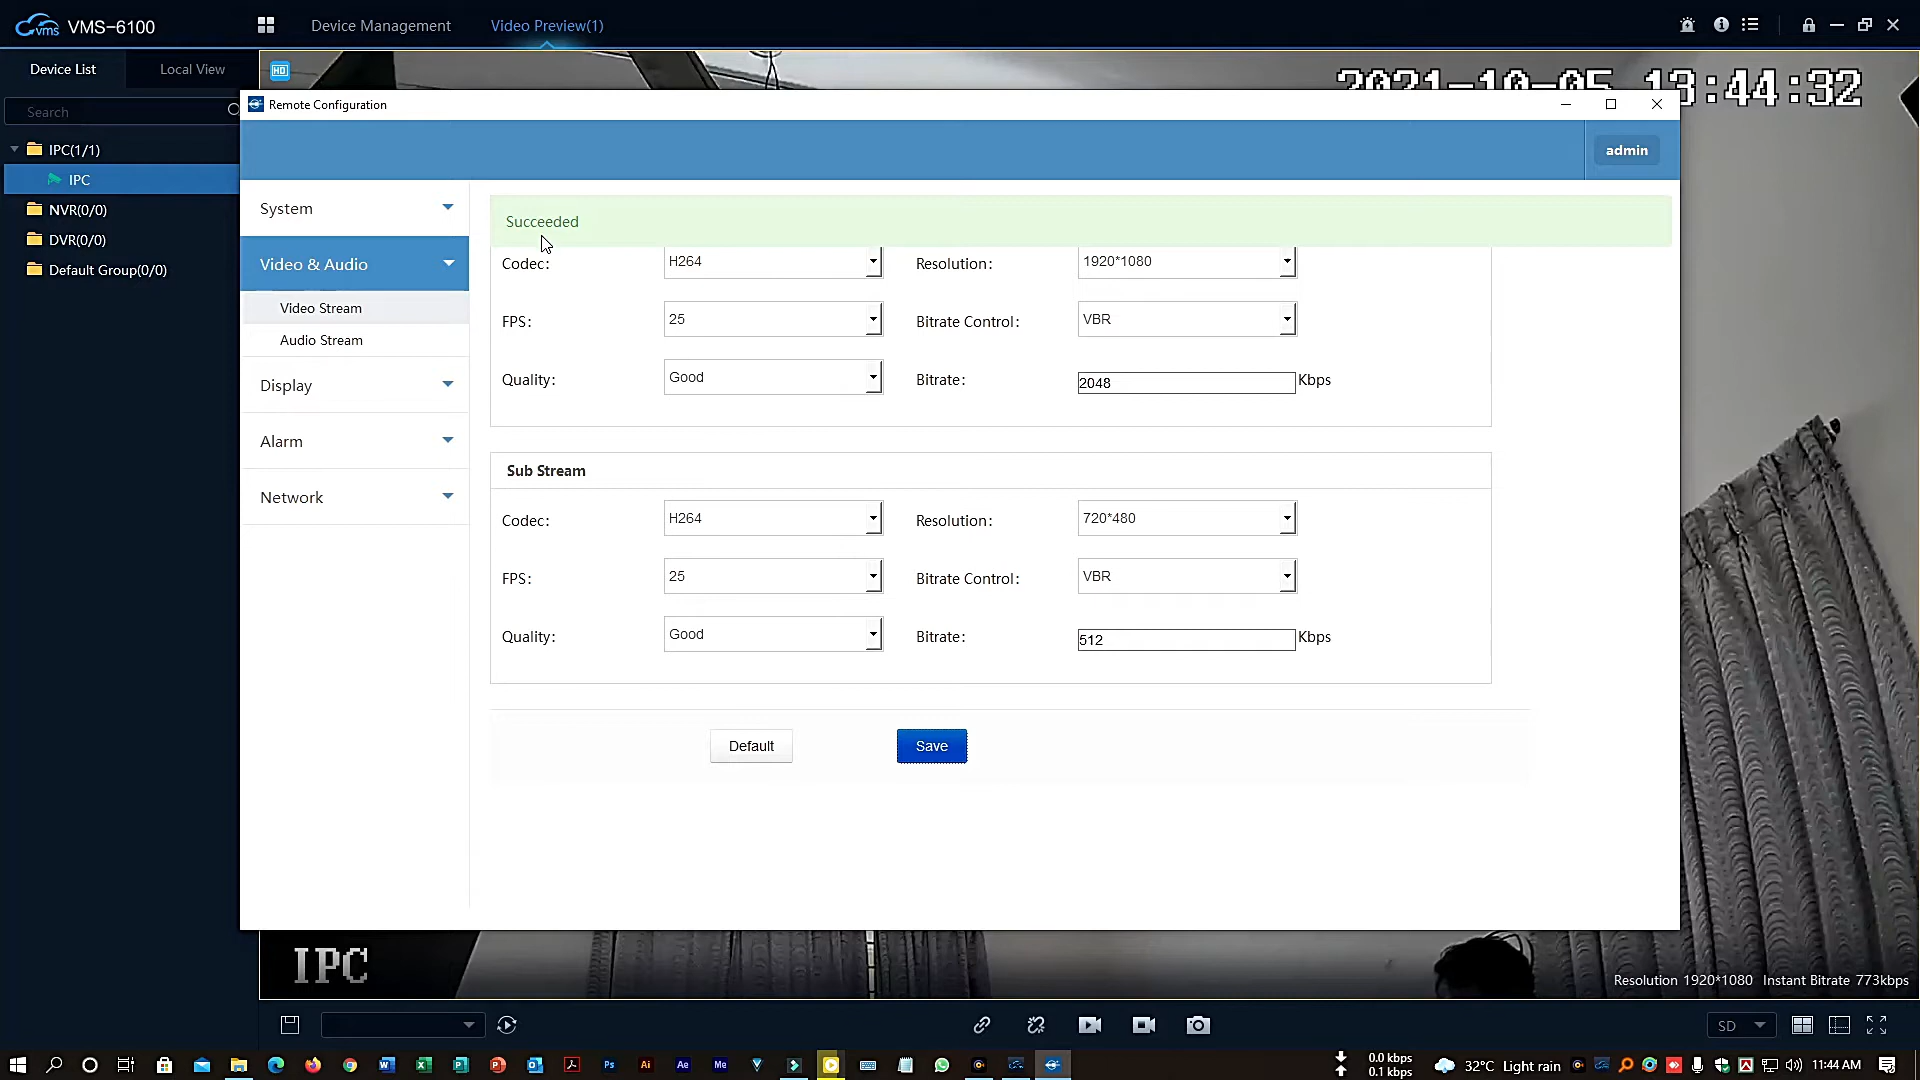 VMS-6100
Device Management
Video Preview(1)
Device List
Local View
HD
2021-10-05 13:44:32
Search
Remote Configuration
admin
IPC(1/1)
IPC
NVR(0/0)
DVR(0/0)
Default Group(0/0)
System
Video & Audio
Video Stream
Audio Stream
Display
Alarm
Network
Succeeded
Codec: H264 Resolution: 1920*1080
FPS: 25 Bitrate Control: VBR
Quality: Good Bitrate: 2048 Kbps
Sub Stream
Codec: H264 Resolution: 720*480
FPS: 25 Bitrate Control: VBR
Quality: Good Bitrate: 512 Kbps
Default
Save
IPC
Resolution 1920*1080 Instant Bitrate 773kbps
SD
0.0 kbps
0.1 kbps
32°C Light rain
11:44 AM